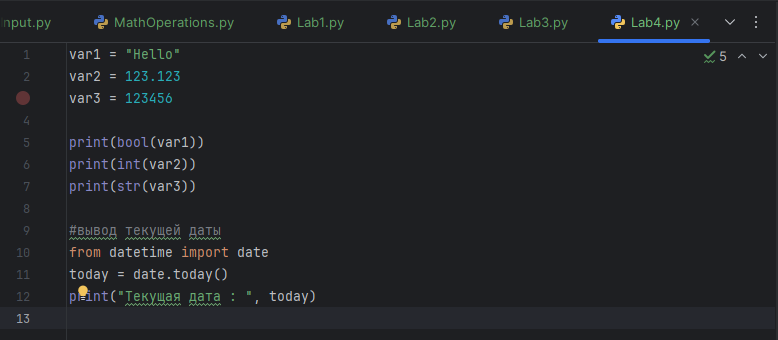 nput.py MathOperations.py Lab1.py Lab2.py Lab3.py Lab4.py
5
1 var1 = "Hello"
2 var2 = 123.123
var3 = 123456
4
5 print(bool(var1))
6 print(int(var2))
7 print(str(var3))
8
9 #вывод текущей даты
10 from datetime import date
11 today = date.today()
12 print("Текущая дата : ", today)
13